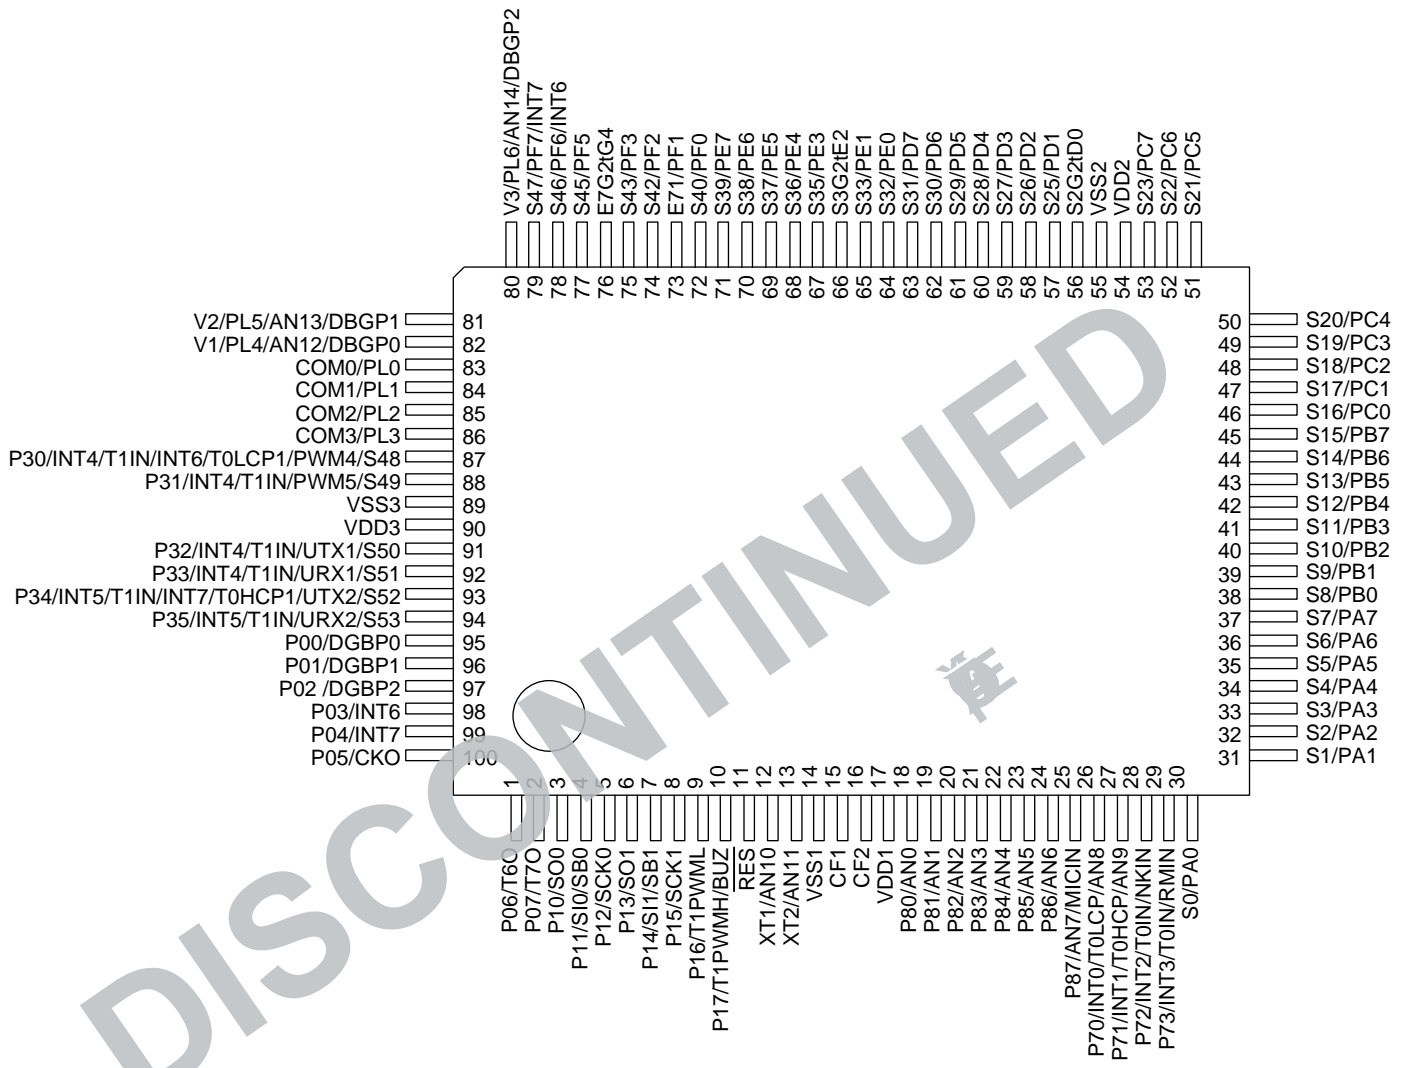 V3/PL6/AN14/DBGP2
S47/PF7/INT7
S46/PF6/INT6
S45/PF5
E7G2tG4
S43/PF3
S42/PF2
E71/PF1
S40/PF0
S39/PE7
S38/PE6
S37/PE5
S36/PE4
S35/PE3
S3G2tE2
S33/PE1
S32/PE0
S31/PD7
S30/PD6
S29/PD5
S28/PD4
S27/PD3
S26/PD2
S25/PD1
S2G2tD0
VSS2
VDD2
S23/PC7
S22/PC6
S21/PC5
80 79 78 77 76 75 74 73 72 71 70 69 68 67 66 65 64 63 62 61 60 59 58 57 56 55 54 53 52 51
V2/PL5/AN13/DBGP1 81
V1/PL4/AN12/DBGP0 82
COM0/PL0 83
COM1/PL1 84
COM2/PL2 85
COM3/PL3 86
P30/INT4/T1IN/INT6/T0LCP1/PWM4/S48 87
P31/INT4/T1IN/PWM5/S49 88
VSS3 89
VDD3 90
P32/INT4/T1IN/UTX1/S50 91
P33/INT4/T1IN/URX1/S51 92
P34/INT5/T1IN/INT7/T0HCP1/UTX2/S52 93
P35/INT5/T1IN/URX2/S53 94
P00/DGBP0 95
P01/DGBP1 96
P02 /DGBP2 97
P03/INT6 98
P04/INT7 99
P05/CKO 100
50 S20/PC4
49 S19/PC3
48 S18/PC2
47 S17/PC1
46 S16/PC0
45 S15/PB7
44 S14/PB6
43 S13/PB5
42 S12/PB4
41 S11/PB3
40 S10/PB2
39 S9/PB1
38 S8/PB0
37 S7/PA7
36 S6/PA6
35 S5/PA5
34 S4/PA4
33 S3/PA3
32 S2/PA2
31 S1/PA1
DISCONTINUED
1 2 3 4 5 6 7 8 9 10 11 12 13 14 15 16 17 18 19 20 21 22 23 24 25 26 27 28 29 30
P06/T6O
P07/T7O
P10/SO0
P11/SI0/SB0
P12/SCK0
P13/SO1
P14/SI1/SB1
P15/SCK1
P16/T1PWML
P17/T1PWMH/BUZ
RES
XT1/AN10
XT2/AN11
VSS1
CF1
CF2
VDD1
P80/AN0
P81/AN1
P82/AN2
P83/AN3
P84/AN4
P85/AN5
P86/AN6
P87/AN7/MICIN
P70/INT0/T0LCP/AN8
P71/INT1/T0HCP/AN9
P72/INT2/T0IN/NKIN
P73/INT3/T0IN/RMIN
S0/PA0